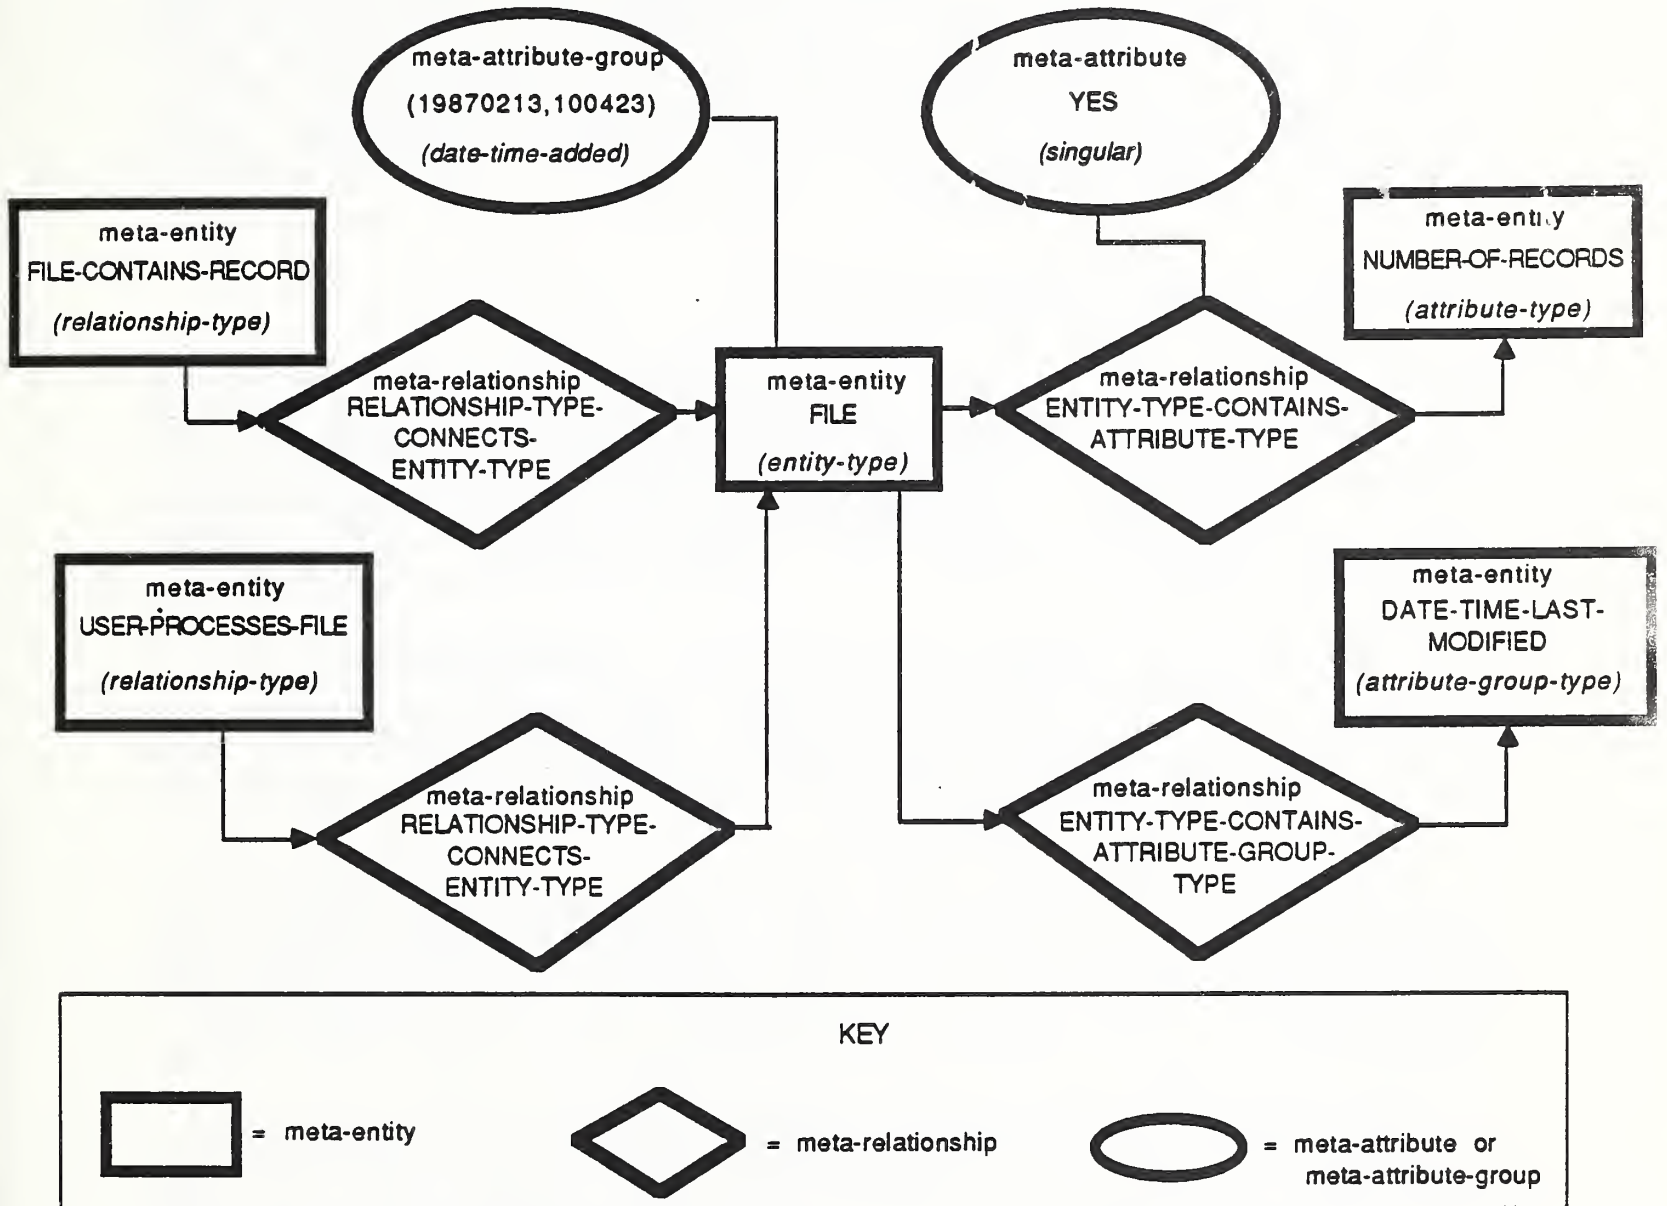 meta-attribute-group
(19870213,100423)
(date-time-added)
meta-attribute
YES
(singular)
meta-entity
FILE-CONTAINS-RECORD
(relationship-type)
meta-entity
NUMBER-OF-RECORDS
(attribute-type)
meta-relationship
RELATIONSHIP-TYPE-
CONNECTS-
ENTITY-TYPE
meta-entity
FILE
(entity-type)
meta-relationship
ENTITY-TYPE-CONTAINS-
ATTRIBUTE-TYPE
meta-entity
USER-PROCESSES-FILE
(relationship-type)
meta-entity
DATE-TIME-LAST-
MODIFIED
(attribute-group-type)
meta-relationship
RELATIONSHIP-TYPE-
CONNECTS-
ENTITY-TYPE
meta-relationship
ENTITY-TYPE-CONTAINS-
ATTRIBUTE-GROUP-
TYPE
KEY
= meta-entity
= meta-relationship
= meta-attribute or
meta-attribute-group